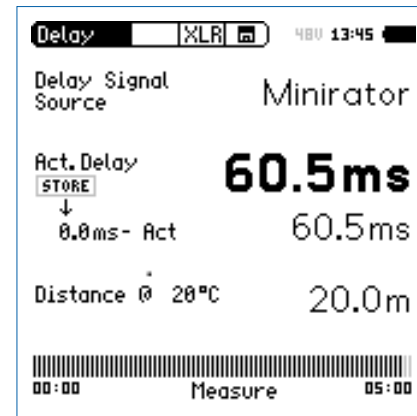 Delay XLR 48V 13:45
Delay Signal
Source
Minirator
Act. Delay
60.5ms
STORE
0.0ms- Act
60.5ms
Distance @ 20°C
20.0m
00:00 Measure 05:00